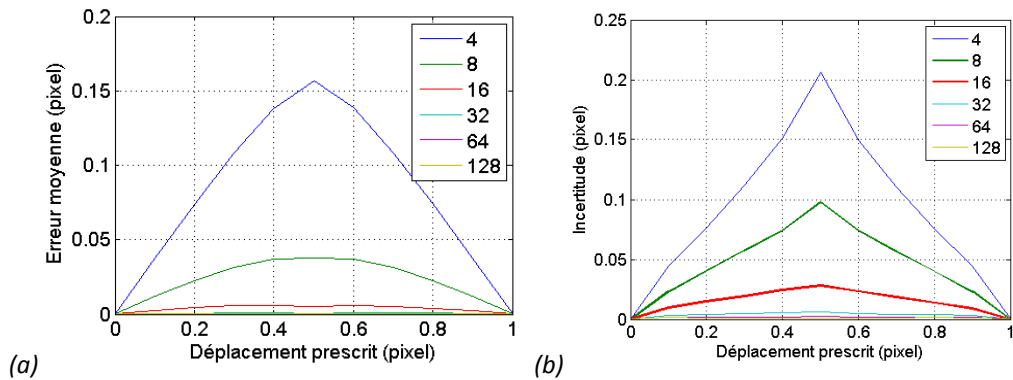 0.2
0.15
0.1
0.05
0
Erreur moyenne (pixel)
0 0.2 0.4 0.6 0.8 1
Déplacement prescrit (pixel)
4
8
16
32
64
128
(a)
0.25
0.2
0.15
0.1
0.05
0
Incertitude (pixel)
0 0.2 0.4 0.6 0.8 1
Déplacement prescrit (pixel)
4
8
16
32
64
128
(b)